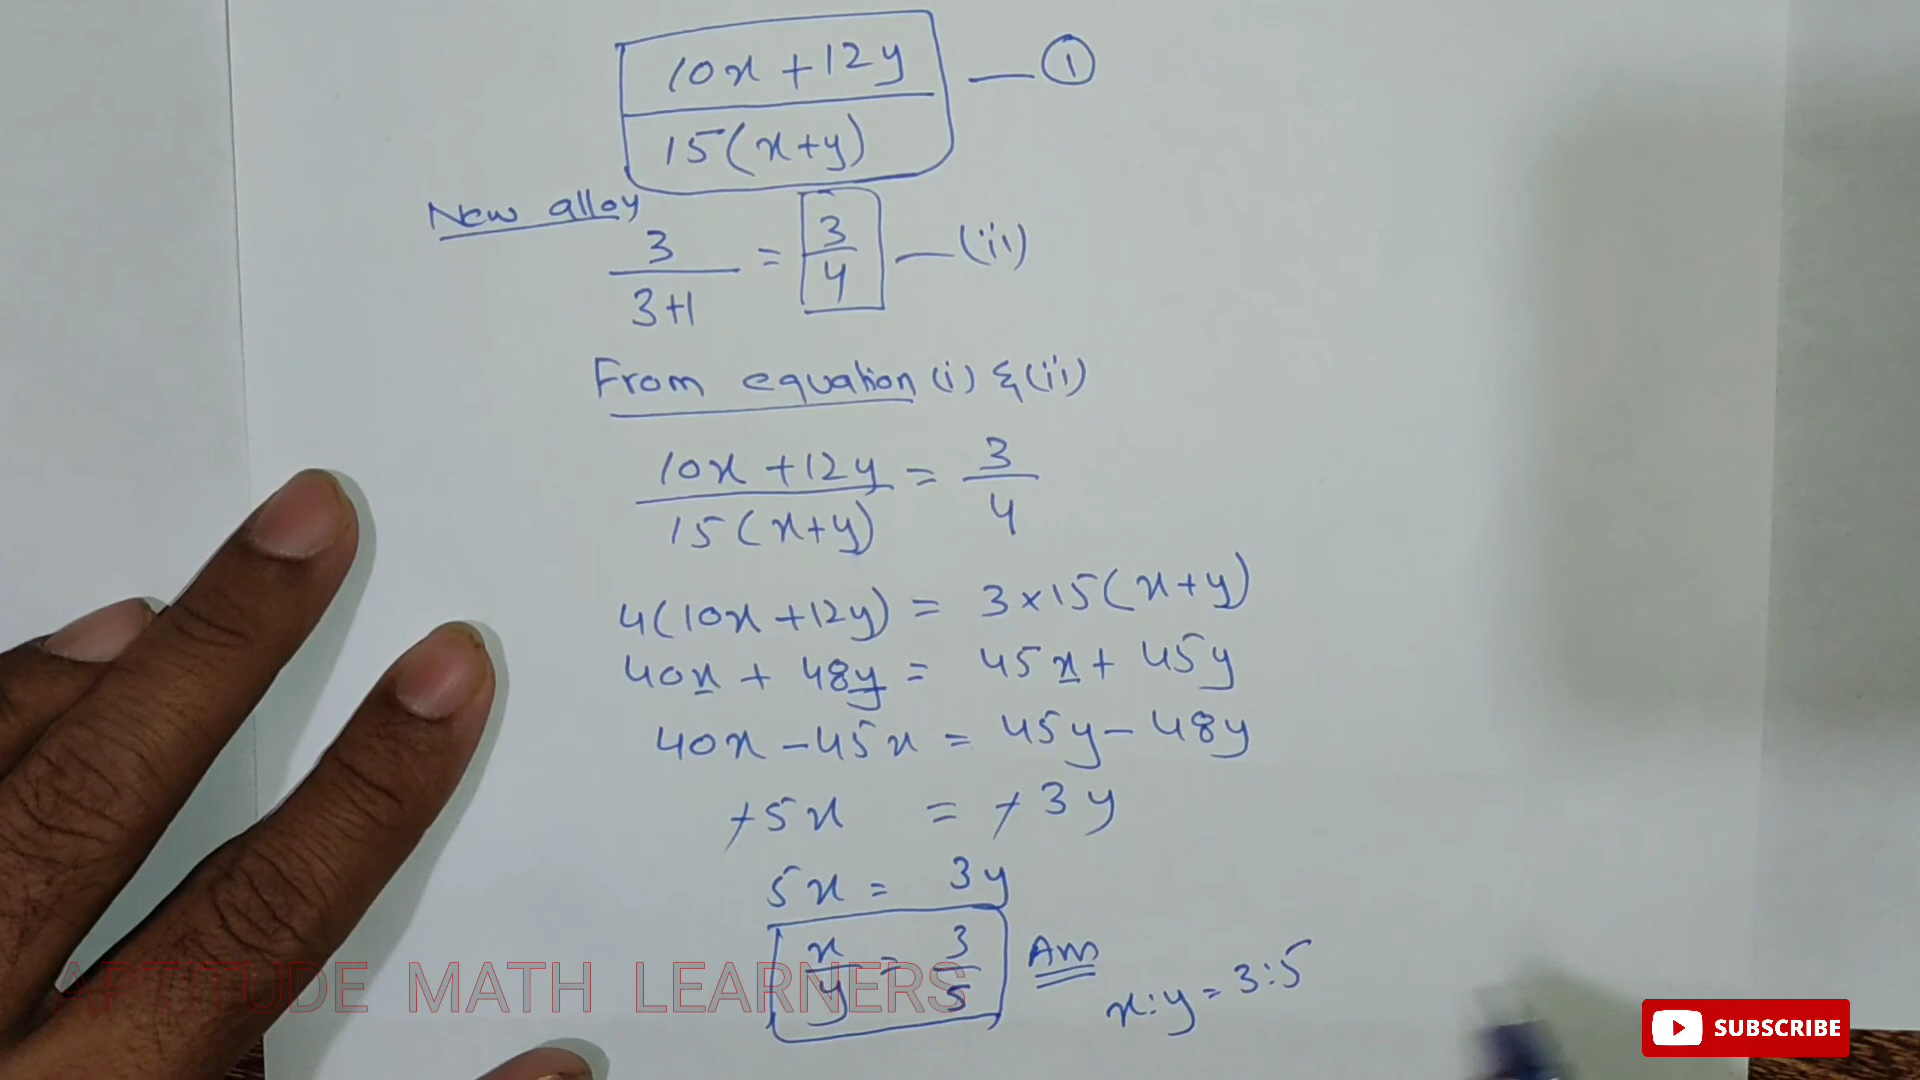 10x + 12y — ①
15(x+y)
New alloy
3 = 3 — (ii)
3+1 4
From equation (i) & (ii)
10x + 12y = 3
15(x+y) 4
4(10x + 12y) = 3×15(x+y)
40x + 48y = 45x + 45y
40x - 45x = 45y - 48y
-5x = -3y
5x = 3y
x = 3 Ans
y 5
x:y = 3:5
APTITUDE MATH LEARNERS
SUBSCRIBE